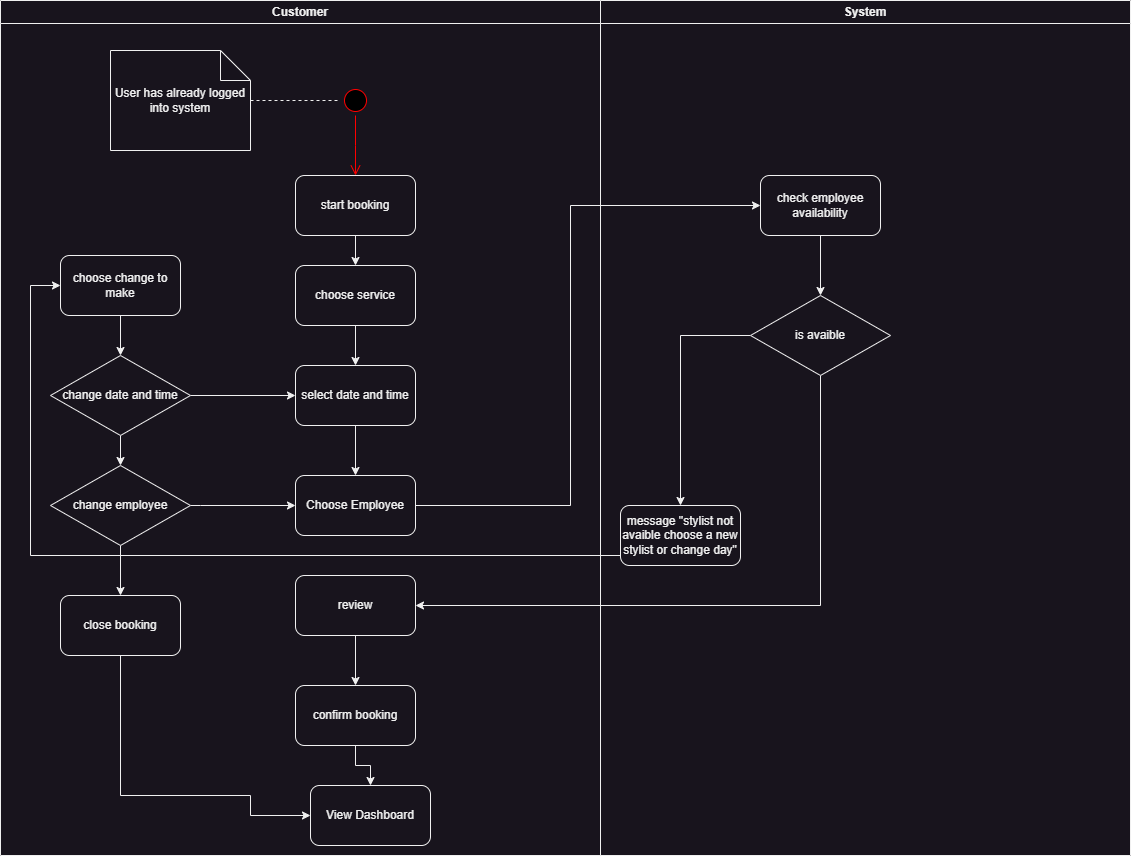 Customer
System
User has already logged
into system
start booking
check employee
availability
choose change to
make
choose service
is avaible
change date and time
select date and time
change employee
Choose Employee
message "stylist not
avaible choose a new
stylist or change day"
review
close booking
confirm booking
View Dashboard